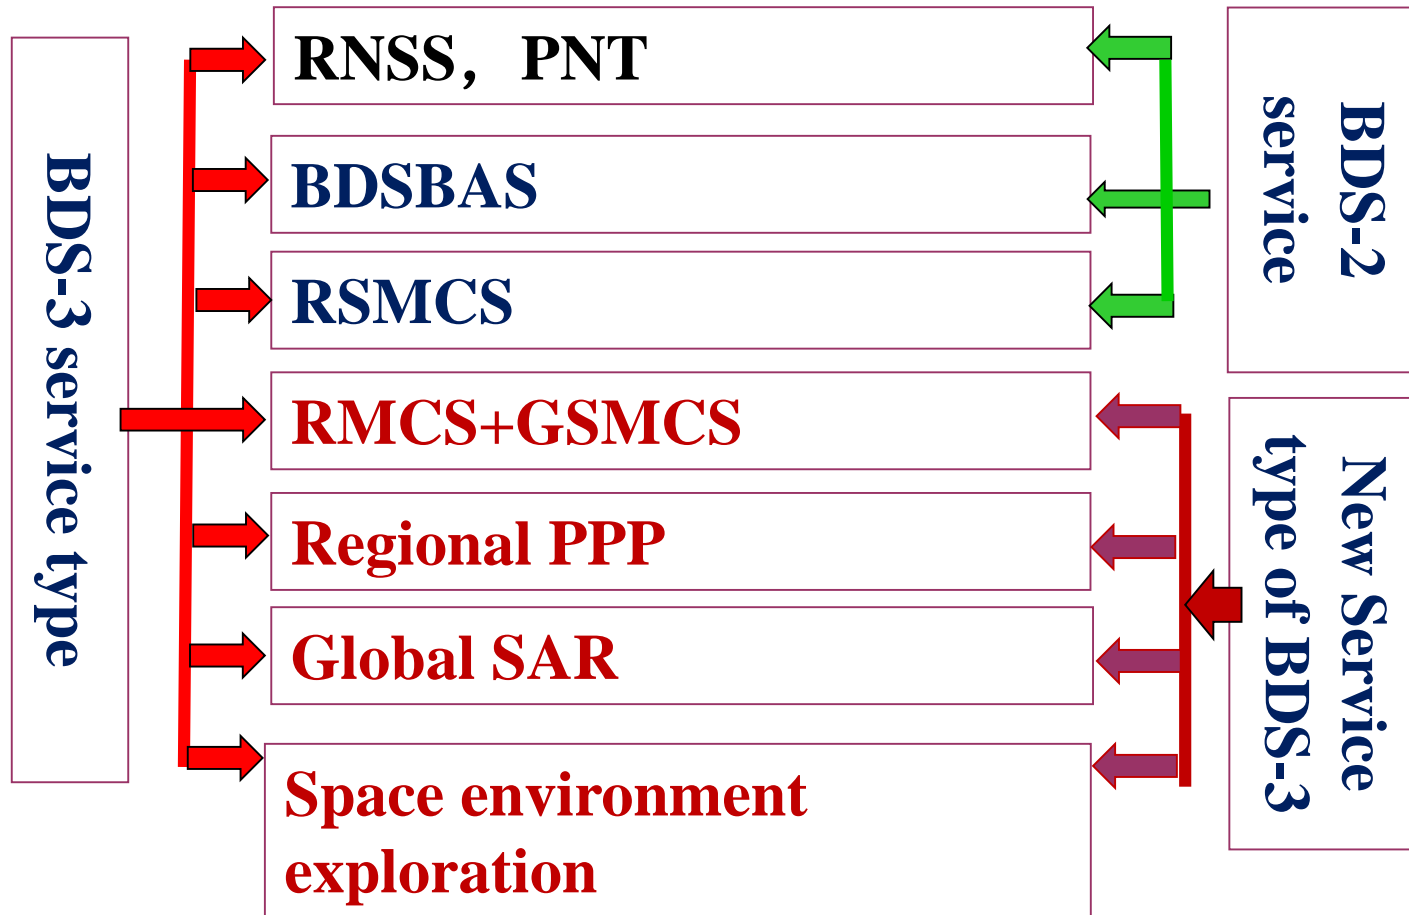 BDS-3 service type
RNSS，PNT
BDSBAS
RSMCS
RMCS+GSMCS
Regional PPP
Global SAR
Space environment
exploration
BDS-2
service
New Service
type of BDS-3